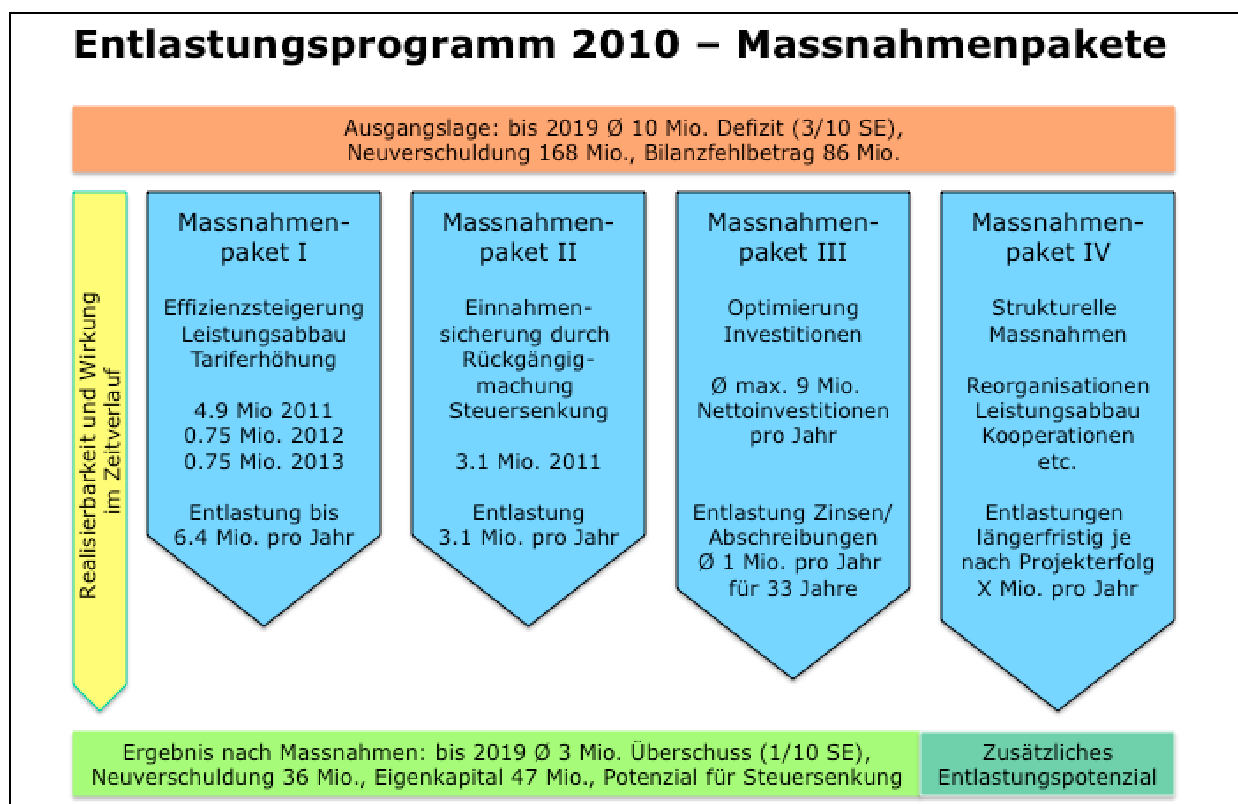 Entlastungsprogramm 2010 – Massnahmenpakete
Ausgangslage: bis 2019 Ø 10 Mio. Defizit (3/10 SE),
Neuverschuldung 168 Mio., Bilanzfehlbetrag 86 Mio.
Realisierbarkeit und Wirkung
im Zeitverlauf
Massnahmen-
paket I
Effizienzsteigerung
Leistungsabbau
Tariferhöhung
4.9 Mio 2011
0.75 Mio. 2012
0.75 Mio. 2013
Entlastung bis
6.4 Mio. pro Jahr
Massnahmen-
paket II
Einnahmen-
sicherung durch
Rückgängig-
machung
Steuersenkung
3.1 Mio. 2011
Entlastung
3.1 Mio. pro Jahr
Massnahmen-
paket III
Optimierung
Investitionen
Ø max. 9 Mio.
Nettoinvestitionen
pro Jahr
Entlastung Zinsen/
Abschreibungen
Ø 1 Mio. pro Jahr
für 33 Jahre
Massnahmen-
paket IV
Strukturelle
Massnahmen
Reorganisationen
Leistungsabbau
Kooperationen
etc.
Entlastungen
längerfristig je
nach Projekterfolg
X Mio. pro Jahr
Ergebnis nach Massnahmen: bis 2019 Ø 3 Mio. Überschuss (1/10 SE),
Neuverschuldung 36 Mio., Eigenkapital 47 Mio., Potenzial für Steuersenkung
Zusätzliches
Entlastungspotenzial